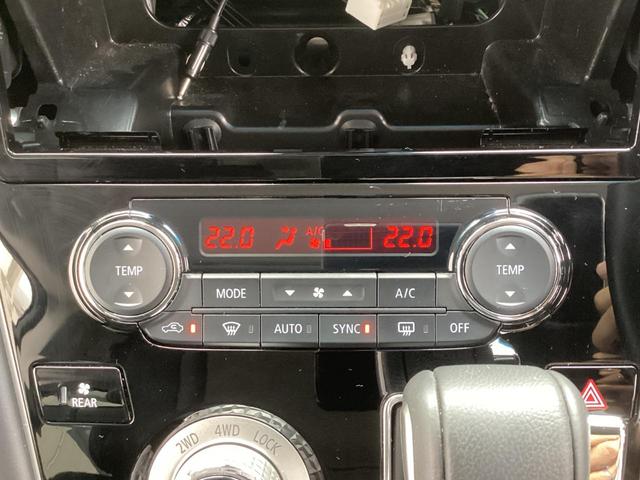 22.0 A/C 22.0
TEMP TEMP
MODE A/C
AUTO SYNC OFF
REAR
2WD 4WD LOCK